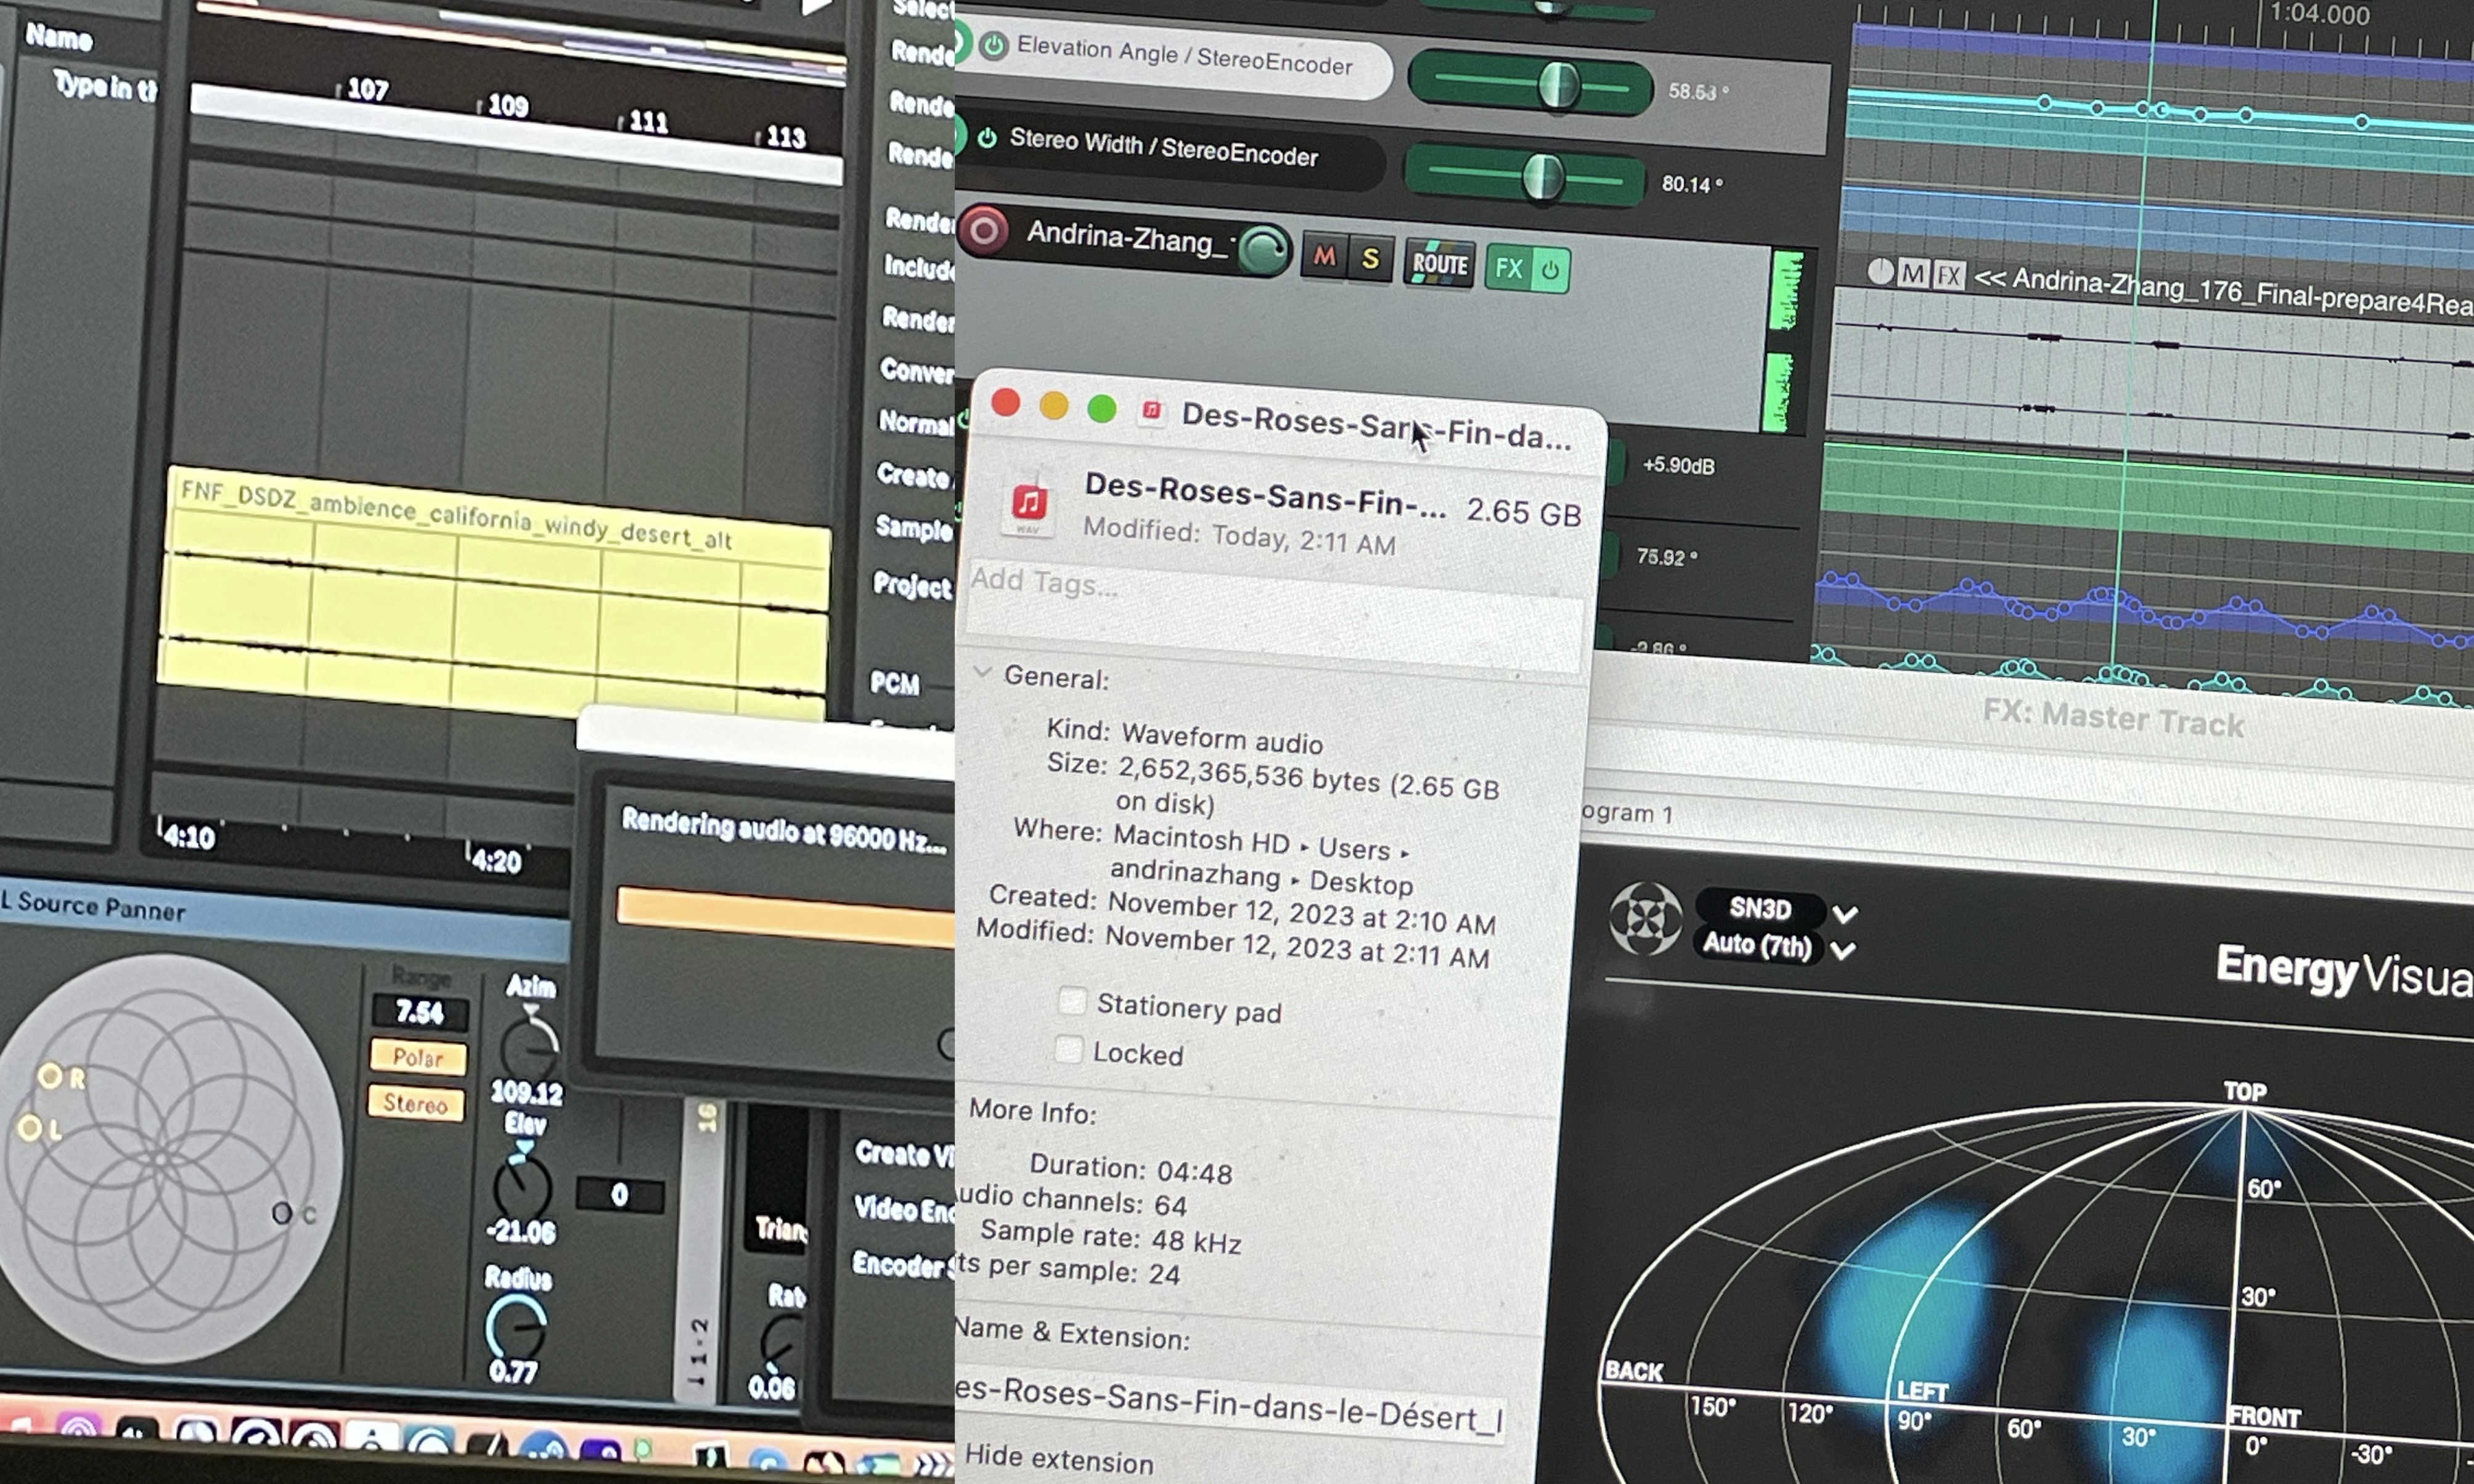 Name
Type in th
107
109
111
113
FNF_DSDZ_ambience_california_windy_desert_alt
4:10
4:20
L Source Panner
R
L
C
Range
7.54
Polar
Stereo
Azim
109.12
Elev
-21.06
Radius
0.77
0
Rendering audio at 96000 Hz...
Select
Rende
Rende
Rende
Render
Include
Render
Conver
Normal
Create
Sample
Project
PCM
1 1 - 2
Trian
Rat
0.06
Create Vi
Video Enc
Encoder S
Elevation Angle / StereoEncoder
58.53 °
Stereo Width / StereoEncoder
80.14 °
Andrina-Zhang_
M
S
ROUTE
FX
+5.90dB
75.92 °
1:04.000
M FX << Andrina-Zhang_176_Final-prepare4Rea
Des-Roses-Sans-Fin-da...
Des-Roses-Sans-Fin-... 2.65 GB
WAV
Modified: Today, 2:11 AM
Add Tags...
General:
Kind: Waveform audio
Size: 2,652,365,536 bytes (2.65 GB
on disk)
Where: Macintosh HD ▸ Users ▸
andrinazhang ▸ Desktop
Created: November 12, 2023 at 2:10 AM
Modified: November 12, 2023 at 2:11 AM
Stationery pad
Locked
More Info:
Duration: 04:48
udio channels: 64
Sample rate: 48 kHz
ts per sample: 24
Name & Extension:
es-Roses-Sans-Fin-dans-le-Désert_I
Hide extension
FX: Master Track
ogram 1
SN3D
Auto (7th)
EnergyVisua
TOP
60°
30°
BACK
LEFT
FRONT
150°
120°
90°
60°
30°
0°
-30°